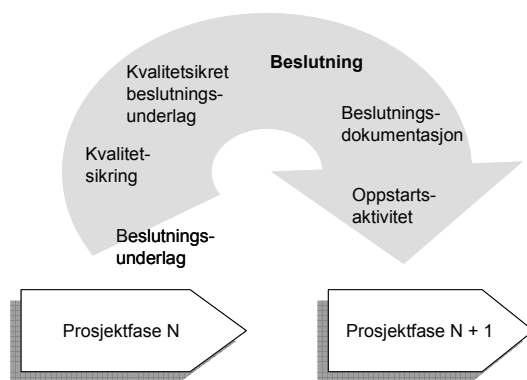 Beslutnings-
underlag
Kvalitet-
sikring
Kvalitetsikret
beslutnings-
underlag
Beslutning
Beslutnings-
dokumentasjon
Oppstarts-
aktivitet
Prosjektfase N
Prosjektfase N + 1